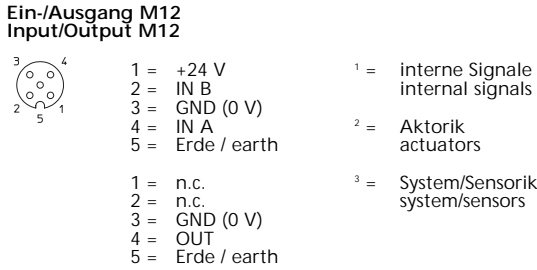 Ein-/Ausgang M12
Input/Output M12
3 4
2 1
5
1 = +24 V
2 = IN B
3 = GND (0 V)
4 = IN A
5 = Erde / earth
1 = n.c.
2 = n.c.
3 = GND (0 V)
4 = OUT
5 = Erde / earth
¹ = interne Signale
internal signals
² = Aktorik
actuators
³ = System/Sensorik
system/sensors